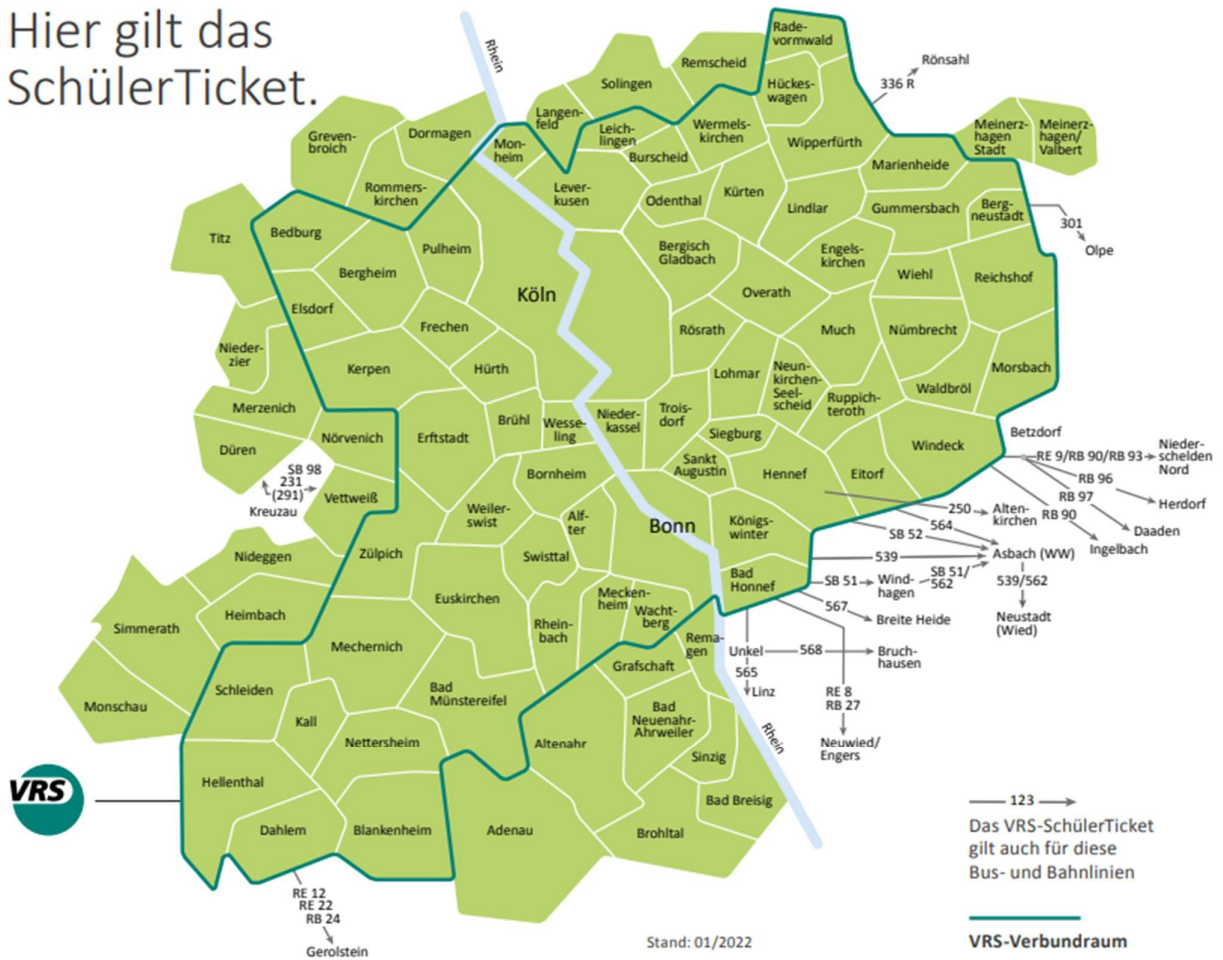 Hier gilt das
SchülerTicket.
Rhein
Rade-
vormwald
Rönsahl
336 R
Remscheid
Solingen
Hückes-
wagen
Langen-
feld
Leich-
lingen
Wermels-
kirchen
Meinerz-
hagen
Stadt
Meinerz-
hagen/
Valbert
Greven-
broich
Dormagen
Mon-
heim
Burscheid
Wipperfürth
Marienheide
Rommers-
kirchen
Lever-
kusen
Odenthal
Kürten
Lindlar
Gummersbach
Berg-
neustadt
301
Olpe
Titz
Bedburg
Pulheim
Bergheim
Bergisch
Gladbach
Engels-
kirchen
Wiehl
Reichshof
Elsdorf
Köln
Overath
Frechen
Rösrath
Much
Nümbrecht
Nieder-
zier
Kerpen
Hürth
Lohmar
Neun-
kirchen-
Seel-
scheid
Ruppich-
teroth
Waldbröl
Morsbach
Merzenich
Düren
Nörvenich
Erftstadt
Brühl
Wesse-
ling
Nieder-
kassel
Trois-
dorf
Siegburg
Sankt
Augustin
Hennef
Eitorf
Windeck
Betzdorf
RE 9/RB 90/RB 93
Nieder-
schelden
Nord
RB 96
Herdorf
RB 97
Daaden
RB 90
Ingelbach
SB 98
231
(291)
Kreuzau
Vettweiß
Bornheim
Weiler-
swist
Alf-
ter
Bonn
Königs-
winter
250
Alten-
kirchen
564
SB 52
Asbach (WW)
539
SB 51/
562
SB 51
Wind-
hagen
539/562
Neustadt
(Wied)
Nideggen
Zülpich
Swisttal
Bad
Honnef
567
Breite Heide
Heimbach
Euskirchen
Mecken-
heim
Wacht-
berg
Rhein-
bach
Simmerath
Mechernich
Rema-
gen
Unkel
568
Bruch-
hausen
565
Linz
Grafschaft
RE 8
RB 27
Neuwied/
Engers
Monschau
Schleiden
Kall
Bad
Münstereifel
Bad
Neuenahr-
Ahrweiler
Rhein
Nettersheim
Altenahr
Sinzig
VRS
Hellenthal
Bad Breisig
Dahlem
Blankenheim
Adenau
Brohltal
123
Das VRS-SchülerTicket
gilt auch für diese
Bus- und Bahnlinien
RE 12
RE 22
RB 24
Gerolstein
Stand: 01/2022
VRS-Verbundraum